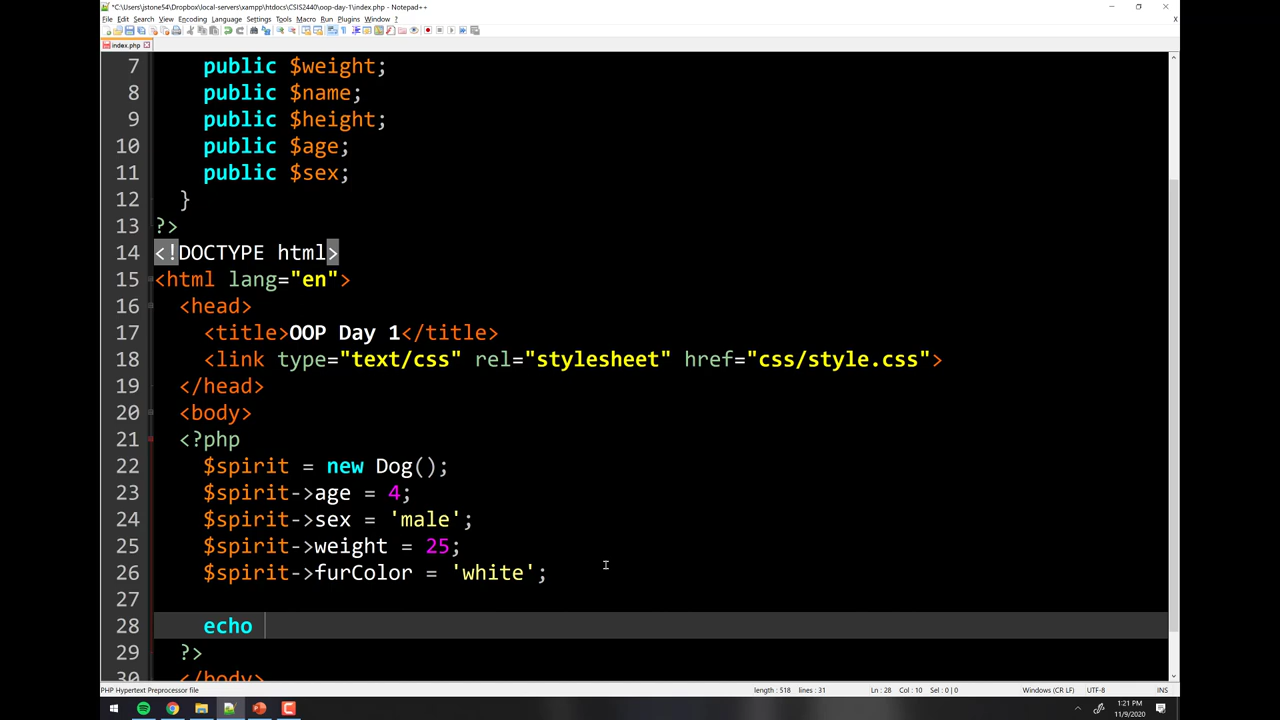 *C:\Users\jstone54\Dropbox\local-servers\xampp\htdocs\CSIS2440\oop-day-1\index.php - Notepad++
File Edit Search View Encoding Language Settings Tools Macro Run Plugins Window ?
X
index.php
7 public $weight;
8 public $name;
9 public $height;
10 public $age;
11 public $sex;
12 }
13 ?>
14 <!DOCTYPE html>
15 <html lang="en">
16 <head>
17 <title>OOP Day 1</title>
18 <link type="text/css" rel="stylesheet" href="css/style.css">
19 </head>
20 <body>
21 <?php
22 $spirit = new Dog();
23 $spirit->age = 4;
24 $spirit->sex = 'male';
25 $spirit->weight = 25;
26 $spirit->furColor = 'white';
27
28 echo
29 ?>
30 </body>
PHP Hypertext Preprocessor file length : 518 lines : 31 Ln : 28 Col : 10 Sel : 0 | 0 Windows (CR LF) UTF-8 INS
1:21 PM
11/9/2020